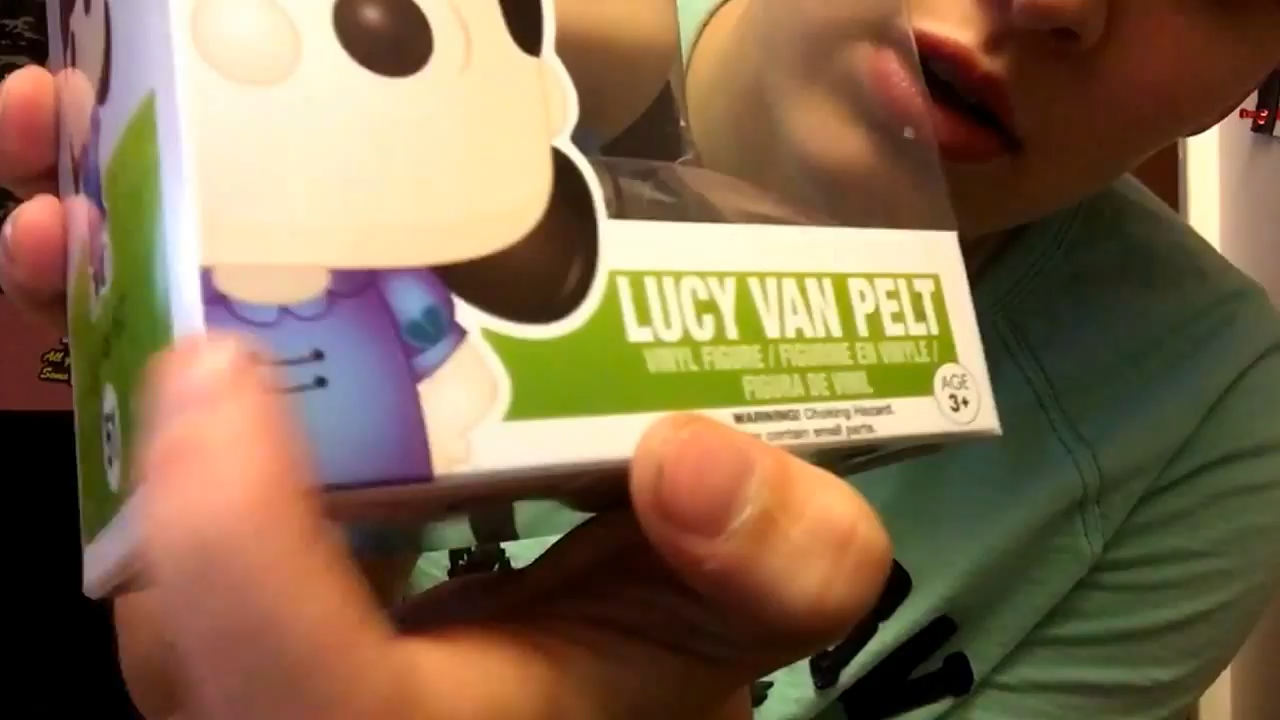 LUCY VAN PELT
VINYL FIGURE / FIGURINE EN VINYLE /
FIGURA DE VINIL
AGE
3+
WARNING! Choking Hazard.
contain small parts.